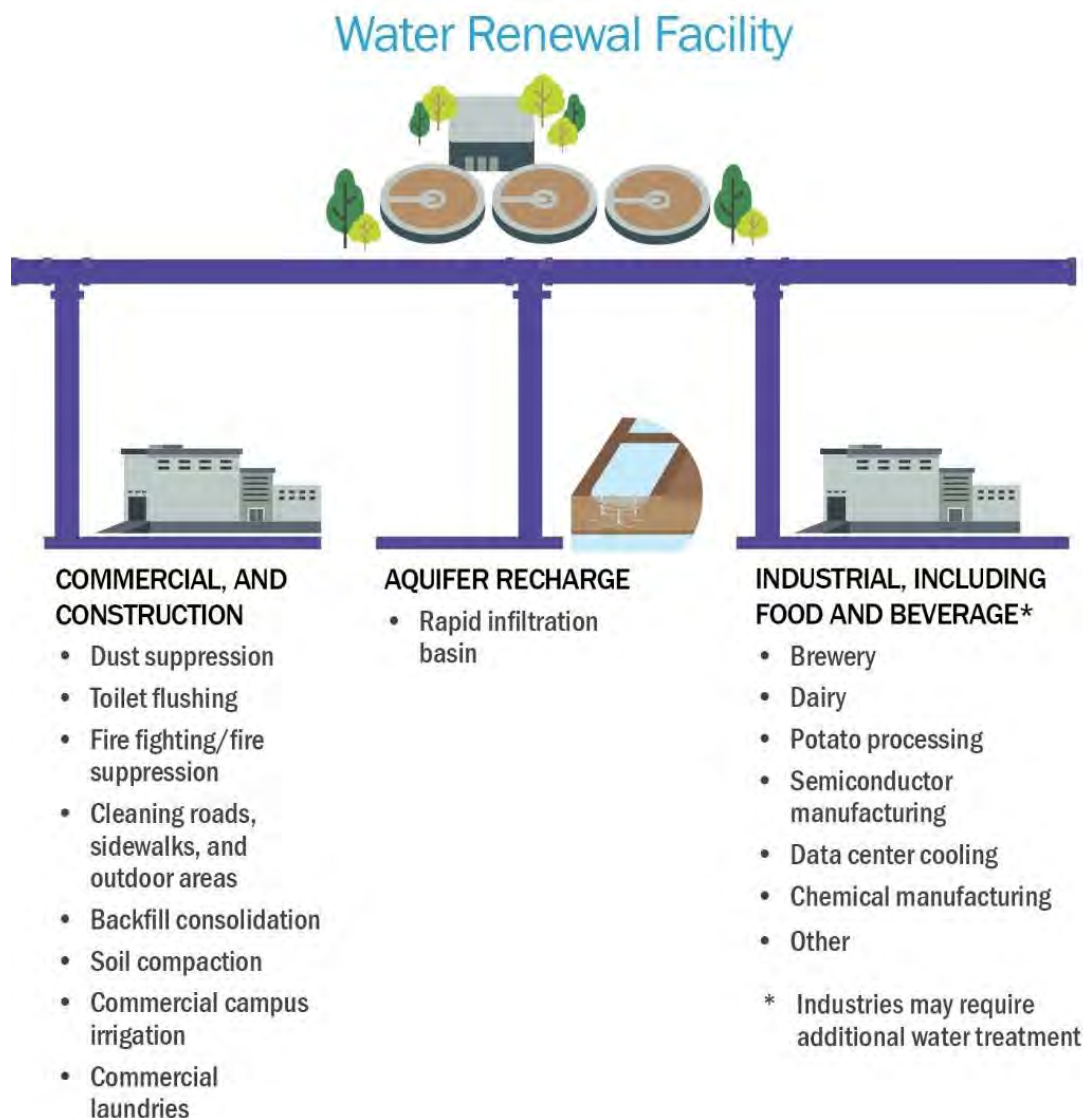 Water Renewal Facility
COMMERCIAL, AND
CONSTRUCTION
• Dust suppression
• Toilet flushing
• Fire fighting/fire
suppression
• Cleaning roads,
sidewalks, and
outdoor areas
• Backfill consolidation
• Soil compaction
• Commercial campus
irrigation
• Commercial
laundries
AQUIFER RECHARGE
• Rapid infiltration
basin
INDUSTRIAL, INCLUDING
FOOD AND BEVERAGE*
• Brewery
• Dairy
• Potato processing
• Semiconductor
manufacturing
• Data center cooling
• Chemical manufacturing
• Other
* Industries may require
additional water treatment